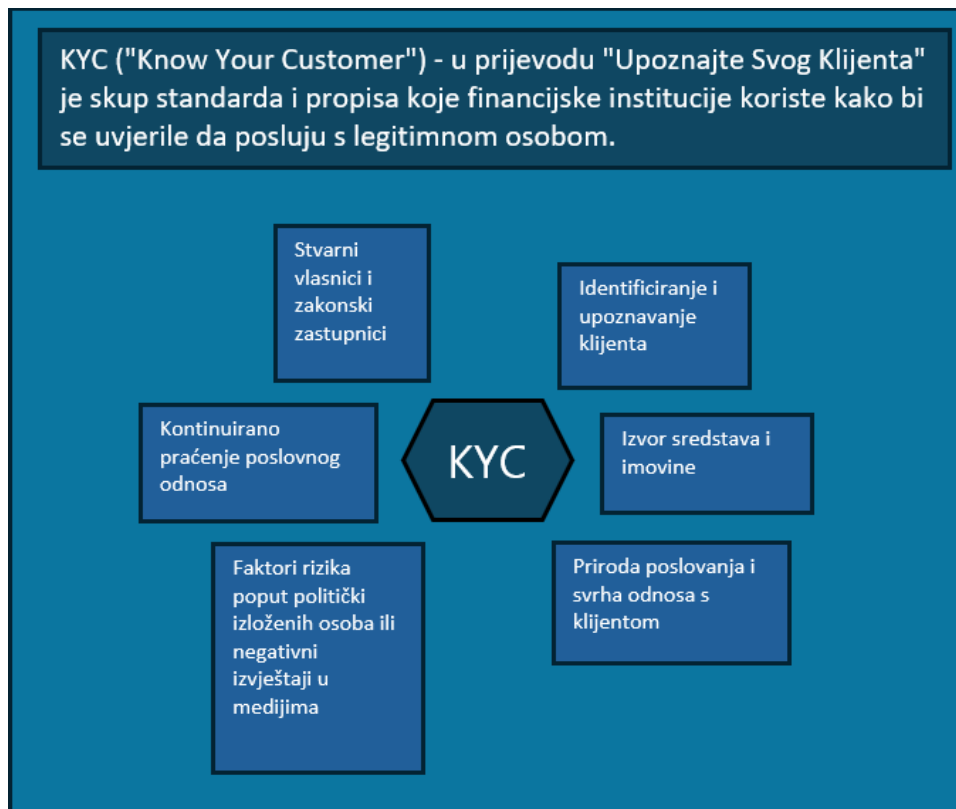 KYC ("Know Your Customer") - u prijevodu "Upoznajte Svog Klijenta"
je skup standarda i propisa koje financijske institucije koriste kako bi
se uvjerile da posluju s legitimnom osobom.
Stvarni
vlasnici i
zakonski
zastupnici
Identificiranje i
upoznavanje
klijenta
Kontinuirano
praćenje poslovnog
odnosa
KYC
Izvor sredstava i
imovine
Faktori rizika
poput politički
izloženih osoba ili
negativni
izvještaji u
medijima
Priroda poslovanja i
svrha odnosa s
klijentom